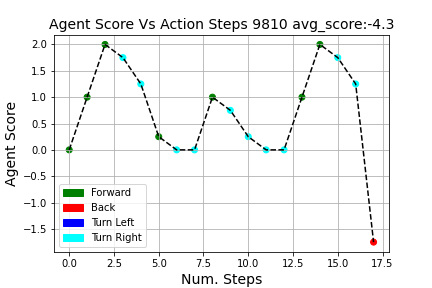 Agent Score Vs Action Steps 9810 avg_score:-4.3
Agent Score
2.0
1.5
1.0
0.5
0.0
−0.5
−1.0
−1.5
Forward
Back
Turn Left
Turn Right
0.0 2.5 5.0 7.5 10.0 12.5 15.0 17.5
Num. Steps